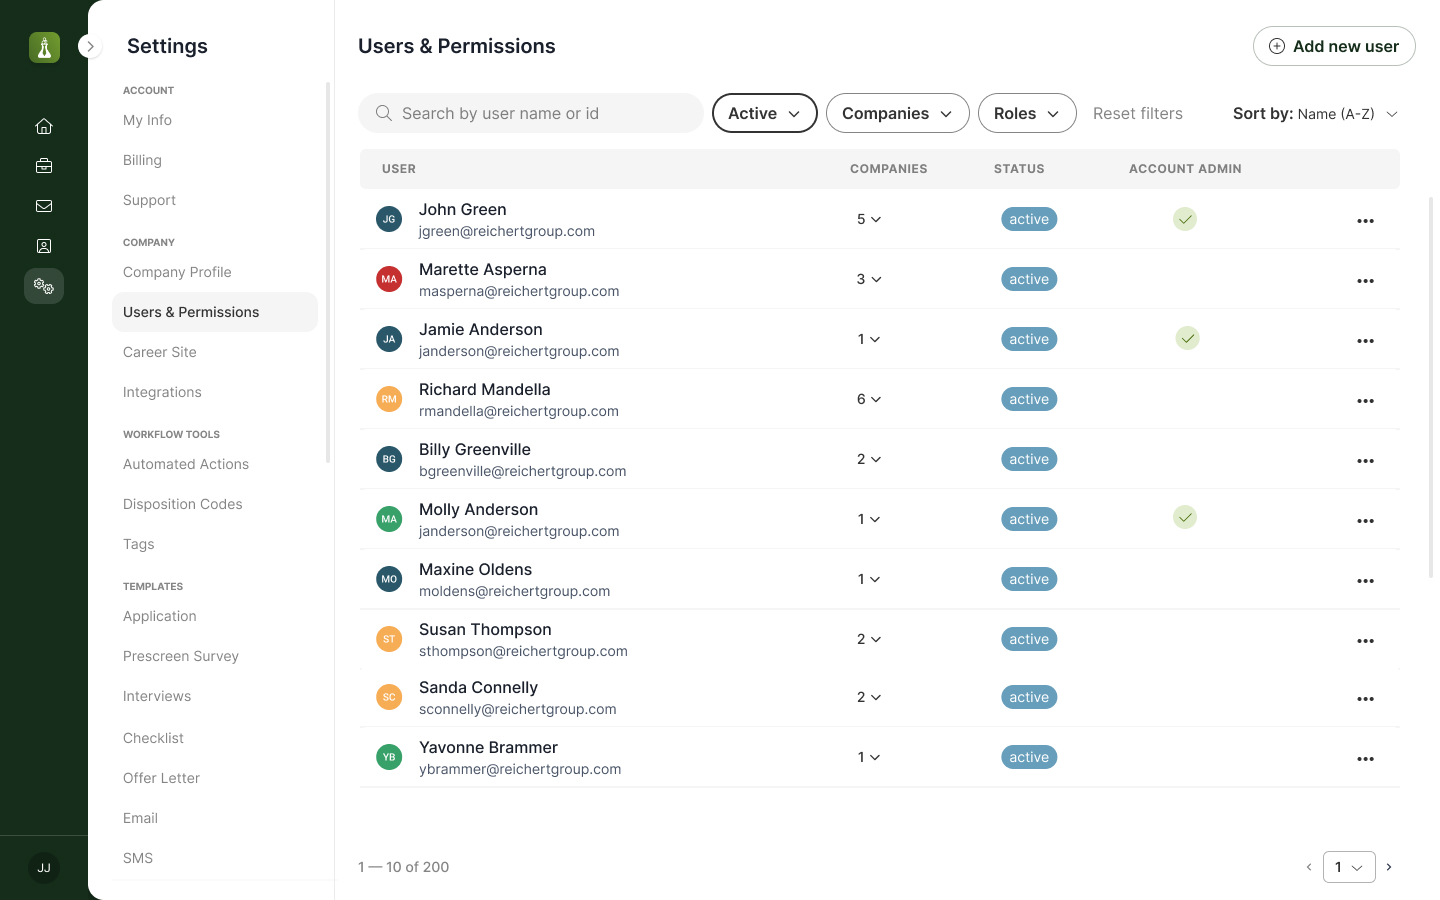 Settings
ACCOUNT
My Info
Billing
Support
COMPANY
Company Profile
Users & Permissions
Career Site
Integrations
WORKFLOW TOOLS
Automated Actions
Disposition Codes
Tags
TEMPLATES
Application
Prescreen Survey
Interviews
Checklist
Offer Letter
Email
SMS
JJ
Users & Permissions
Add new user
Search by user name or id
Active
Companies
Roles
Reset filters
Sort by: Name (A-Z)
USER COMPANIES STATUS ACCOUNT ADMIN
JG John Green 5 active
jgreen@reichertgroup.com
MA Marette Asperna 3 active
masperna@reichertgroup.com
JA Jamie Anderson 1 active
janderson@reichertgroup.com
RM Richard Mandella 6 active
rmandella@reichertgroup.com
BG Billy Greenville 2 active
bgreenville@reichertgroup.com
MA Molly Anderson 1 active
janderson@reichertgroup.com
MO Maxine Oldens 1 active
moldens@reichertgroup.com
ST Susan Thompson 2 active
sthompson@reichertgroup.com
SC Sanda Connelly 2 active
sconnelly@reichertgroup.com
YB Yavonne Brammer 1 active
ybrammer@reichertgroup.com
1 — 10 of 200
1